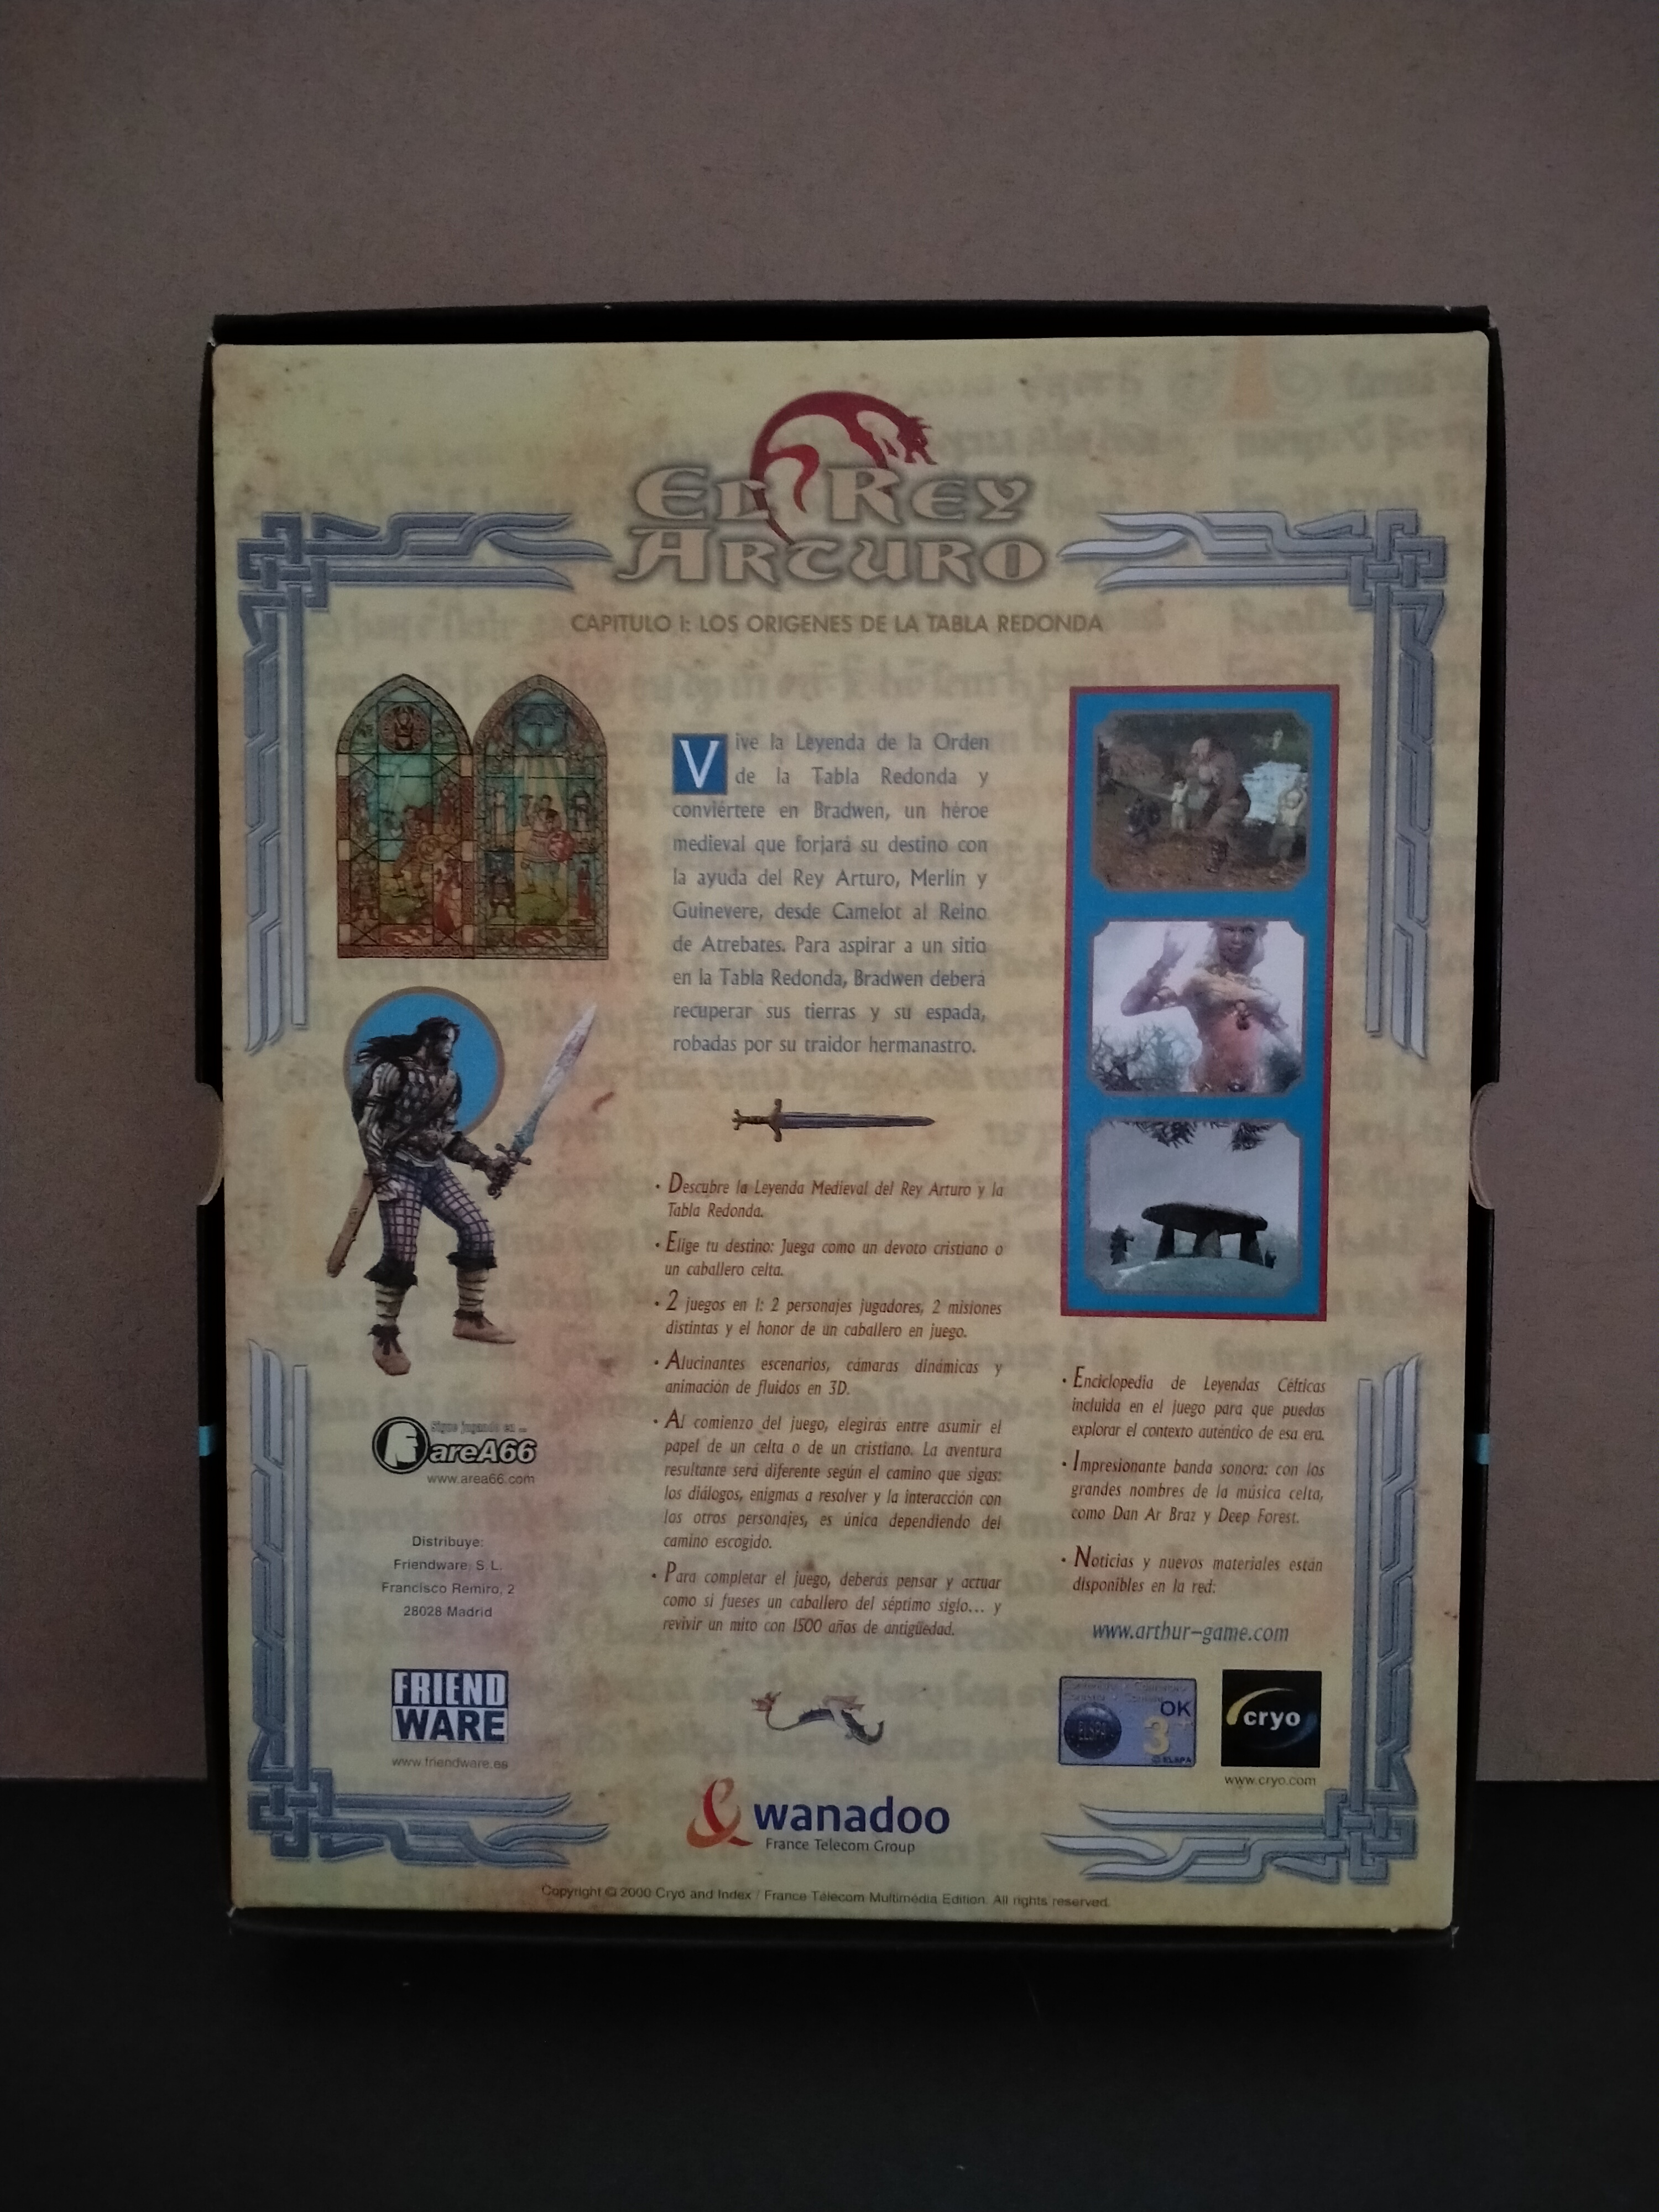 EL REY
ARTURO
CAPITULO I: LOS ORIGENES DE LA TABLA REDONDA
Vive la Leyenda de la Orden
de la Tabla Redonda y
conviértete en Bradwen, un héroe
medieval que forjará su destino con
la ayuda del Rey Arturo, Merlin y
Guinevere, desde Camelot al Reino
de Atrebates. Para aspirar a un sitio
en la Tabla Redonda, Bradwen deberá
recuperar sus tierras y su espada,
robadas por su traidor hermanastro.
• Descubre la Leyenda Medieval del Rey Arturo y la
Tabla Redonda.
• Elige tu destino: Juega como un devoto cristiano o
un caballero celta.
• 2 juegos en 1: 2 personajes jugadores, 2 misiones
distintas y el honor de un caballero en juego.
• Alucinantes escenarios, cámaras dinámicas y
animación de fluidos en 3D.
• Al comienzo del juego, elegirás entre asumir el
papel de un celta o de un cristiano. La aventura
resultante será diferente según el camino que sigas:
los diálogos, enigmas a resolver y la interacción con
los otros personajes, es única dependiendo del
camino escogido.
• Para completar el juego, deberás pensar y actuar
como si fueses un caballero del séptimo siglo... y
revivir un mito con 1500 años de antigüedad.
• Enciclopedia de Leyendas Célticas
incluida en el juego para que puedas
explorar el contexto auténtico de esa era.
• Impresionante banda sonora: con los
grandes nombres de la música celta,
como Dan Ar Braz y Deep Forest.
• Noticias y nuevos materiales están
disponibles en la red:
www.arthur-game.com
Sigue jugando en ...
areA66
www.area66.com
Distribuye:
Friendware, S.L.
Francisco Remiro, 2
28028 Madrid
FRIEND
WARE
www.friendware.es
OK
ELSPA
3+
© ELSPA
cryo
www.cryo.com
wanadoo
France Telecom Group
Copyright © 2000 Cryo and Index / France Télécom Multimédia Edition. All rights reserved.